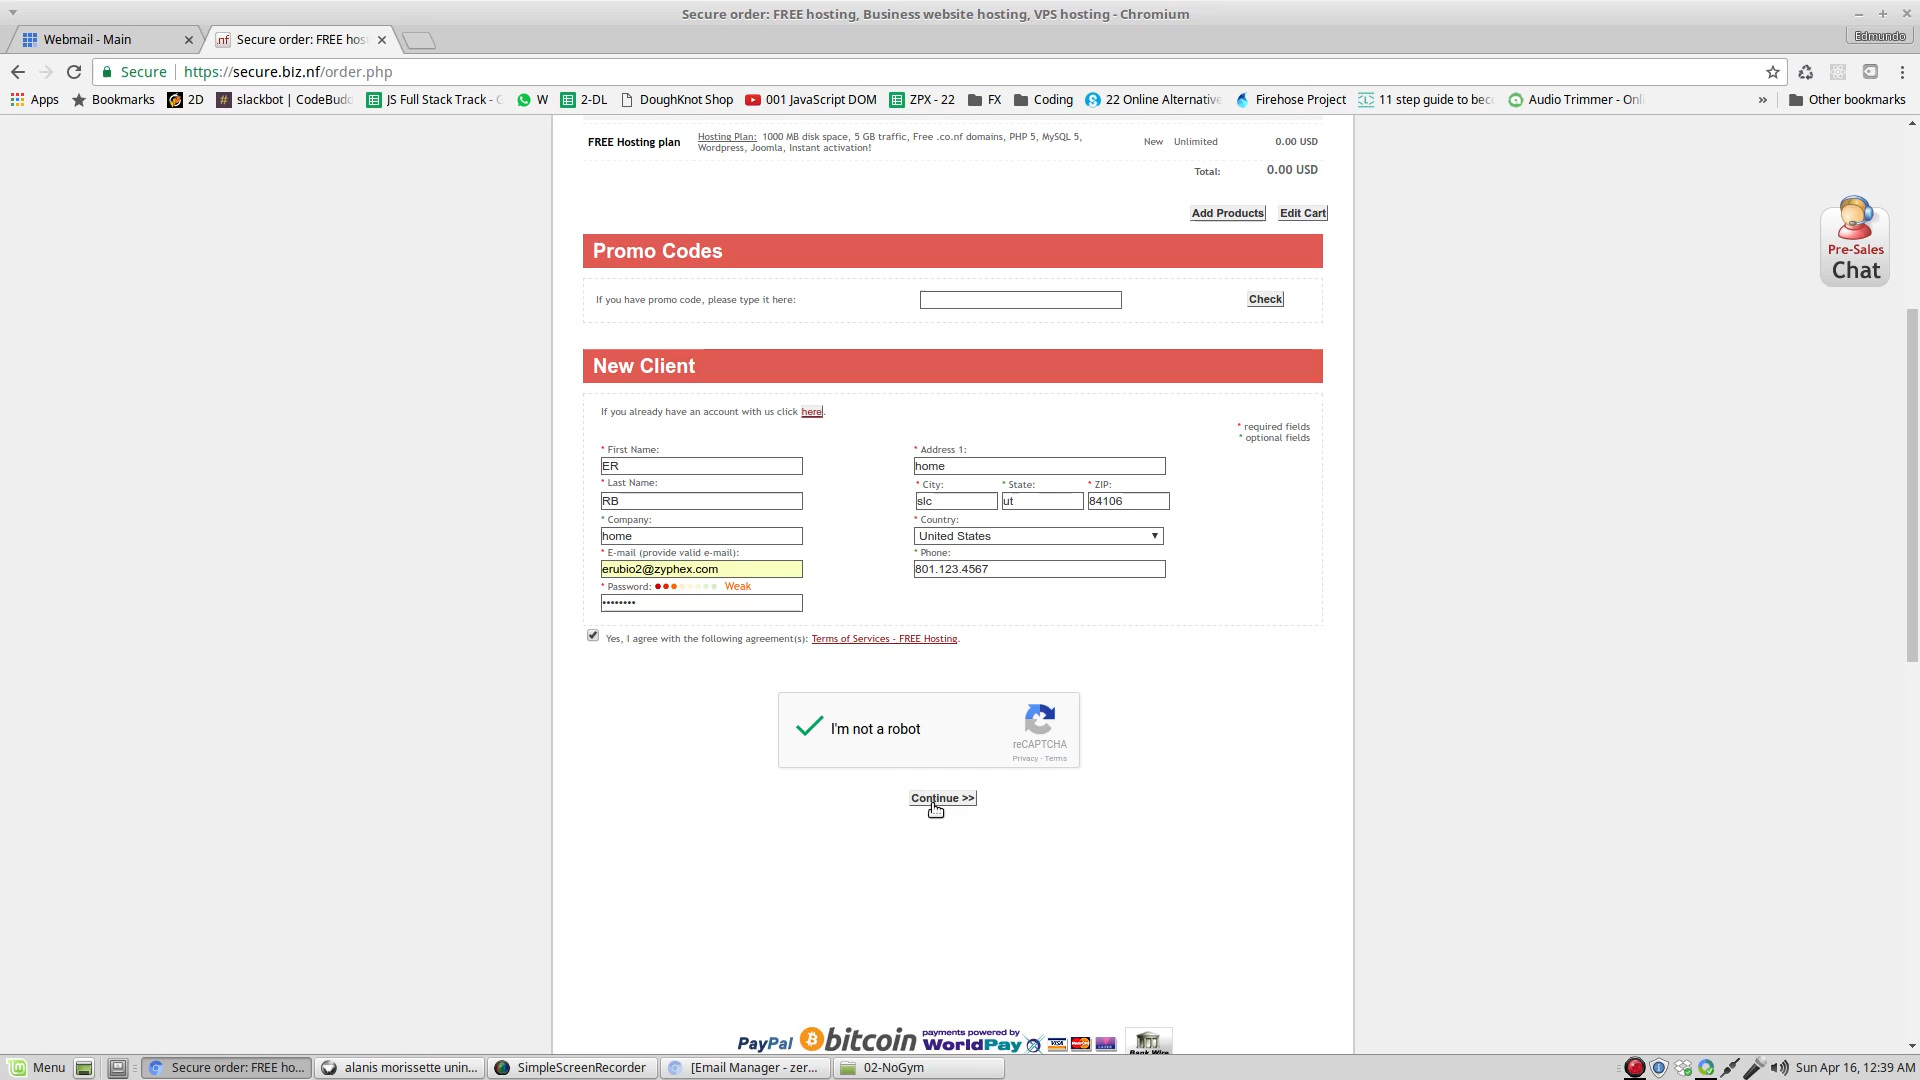 Secure order: FREE hosting, Business website hosting, VPS hosting - Chromium
Webmail - Main
.nf Secure order: FREE hos
Edmundo
Secure https://secure.biz.nf/order.php
Apps Bookmarks 2D slackbot | CodeBudd JS Full Stack Track - C W 2-DL DoughKnot Shop 001 JavaScript DOM ZPX - 22 FX Coding 22 Online Alternative Firehose Project 11 step guide to bec Audio Trimmer - Onli » Other bookmarks
FREE Hosting plan
Hosting Plan: 1000 MB disk space, 5 GB traffic, Free .co.nf domains, PHP 5, MySQL 5,
Wordpress, Joomla, Instant activation!
New Unlimited 0.00 USD
Total: 0.00 USD
Add Products Edit Cart
Pre-Sales
Chat
Promo Codes
If you have promo code, please type it here:
Check
New Client
If you already have an account with us click here.
* required fields
* optional fields
* First Name:
ER
* Address 1:
home
* Last Name:
RB
* City: * State: * ZIP:
slc ut 84106
* Company:
home
* Country:
United States
* E-mail (provide valid e-mail):
erubio2@zyphex.com
* Phone:
801.123.4567
* Password: Weak
••••••••
Yes, I agree with the following agreement(s): Terms of Services - FREE Hosting.
I'm not a robot
reCAPTCHA
Privacy - Terms
Continue >>
PayPal bitcoin payments powered by
WorldPay VISA
Bank Wire
Menu Secure order: FREE ho... alanis morissette unin... SimpleScreenRecorder [Email Manager - zer... 02-NoGym Sun Apr 16, 12:39 AM